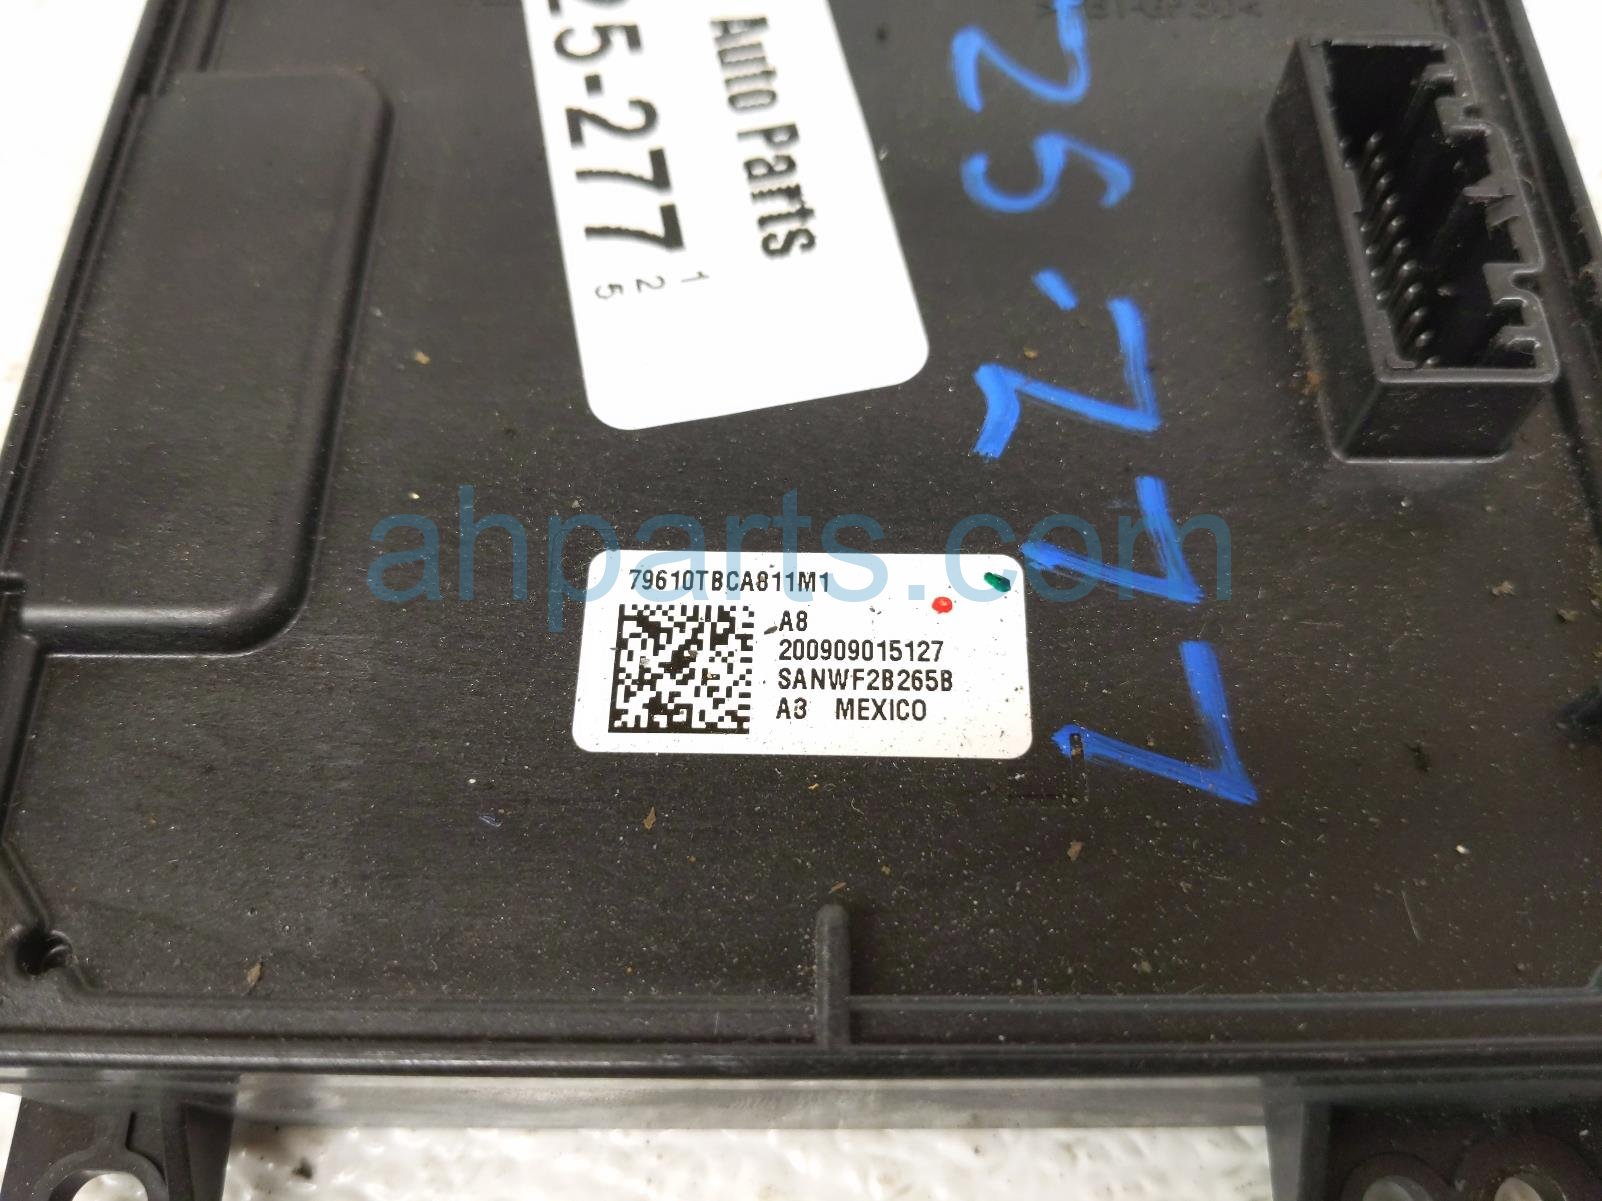 Auto Parts
25-277
1
2
5
25-277
ahparts.com
79610TBCA811M1
A8
200909015127
SANWF2B265B
A3 MEXICO